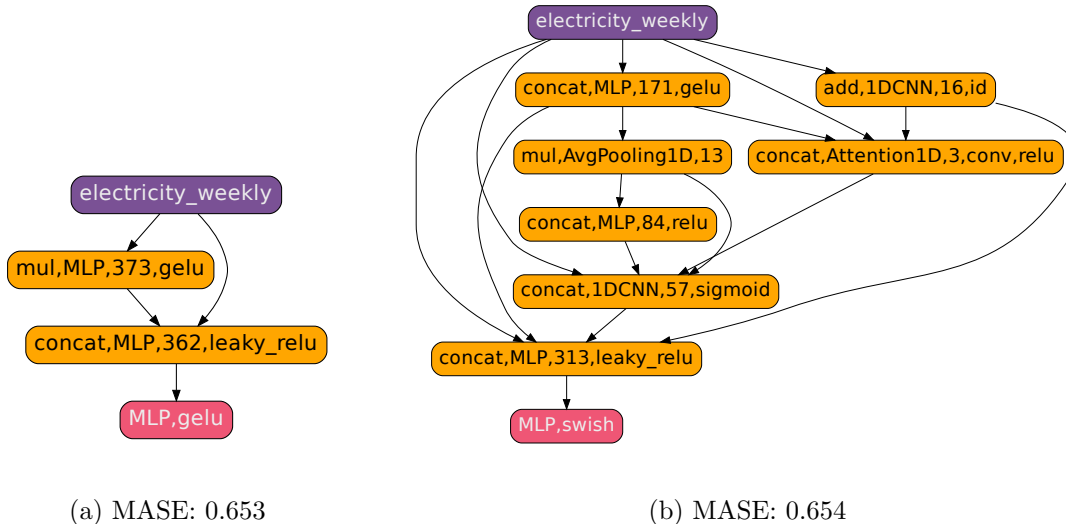 electricity_weekly
mul,MLP,373,gelu
concat,MLP,362,leaky_relu
MLP,gelu
(a) MASE: 0.653
electricity_weekly
concat,MLP,171,gelu
add,1DCNN,16,id
mul,AvgPooling1D,13
concat,Attention1D,3,conv,relu
concat,MLP,84,relu
concat,1DCNN,57,sigmoid
concat,MLP,313,leaky_relu
MLP,swish
(b) MASE: 0.654